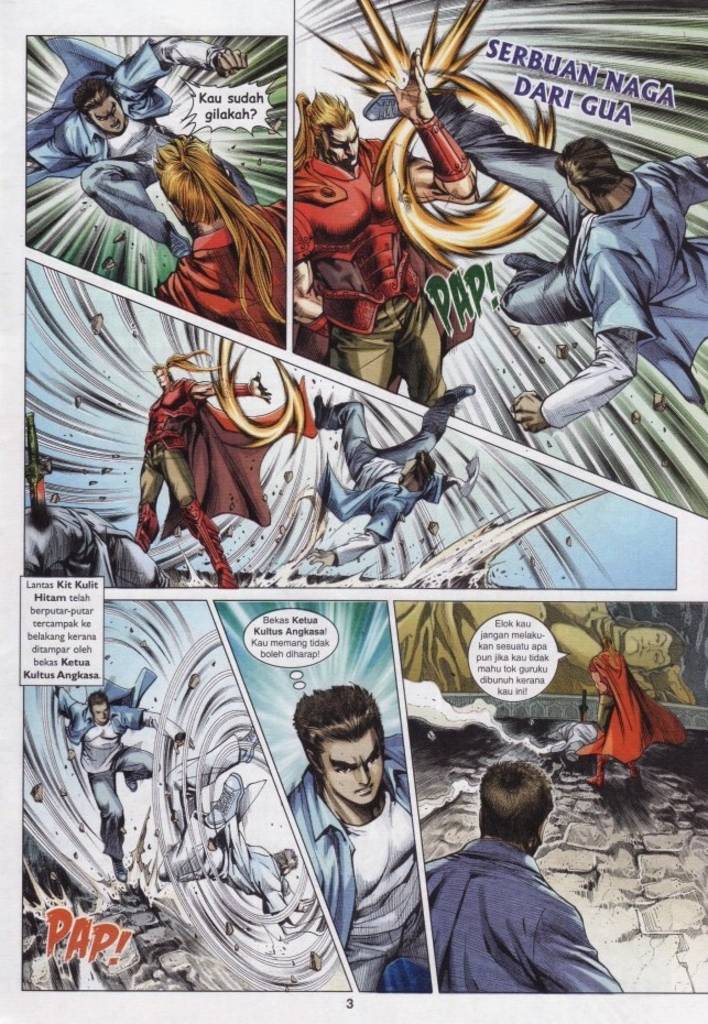 Kau sudah
gilakah?
SERBUAN NAGA
DARI GUA
PAP!
Lantas Kit Kulit
Hitam telah
berputar-putar
tercampak ke
belakang kerana
ditampar oleh
bekas Ketua
Kultus Angkasa.
PAP!
Bekas Ketua
Kultus Angkasa!
Kau memang tidak
boleh diharap!
Elok kau
jangan melaku-
kan sesuatu apa
pun jika kau tidak
mahu tok guruku
dibunuh kerana
kau ini!
3